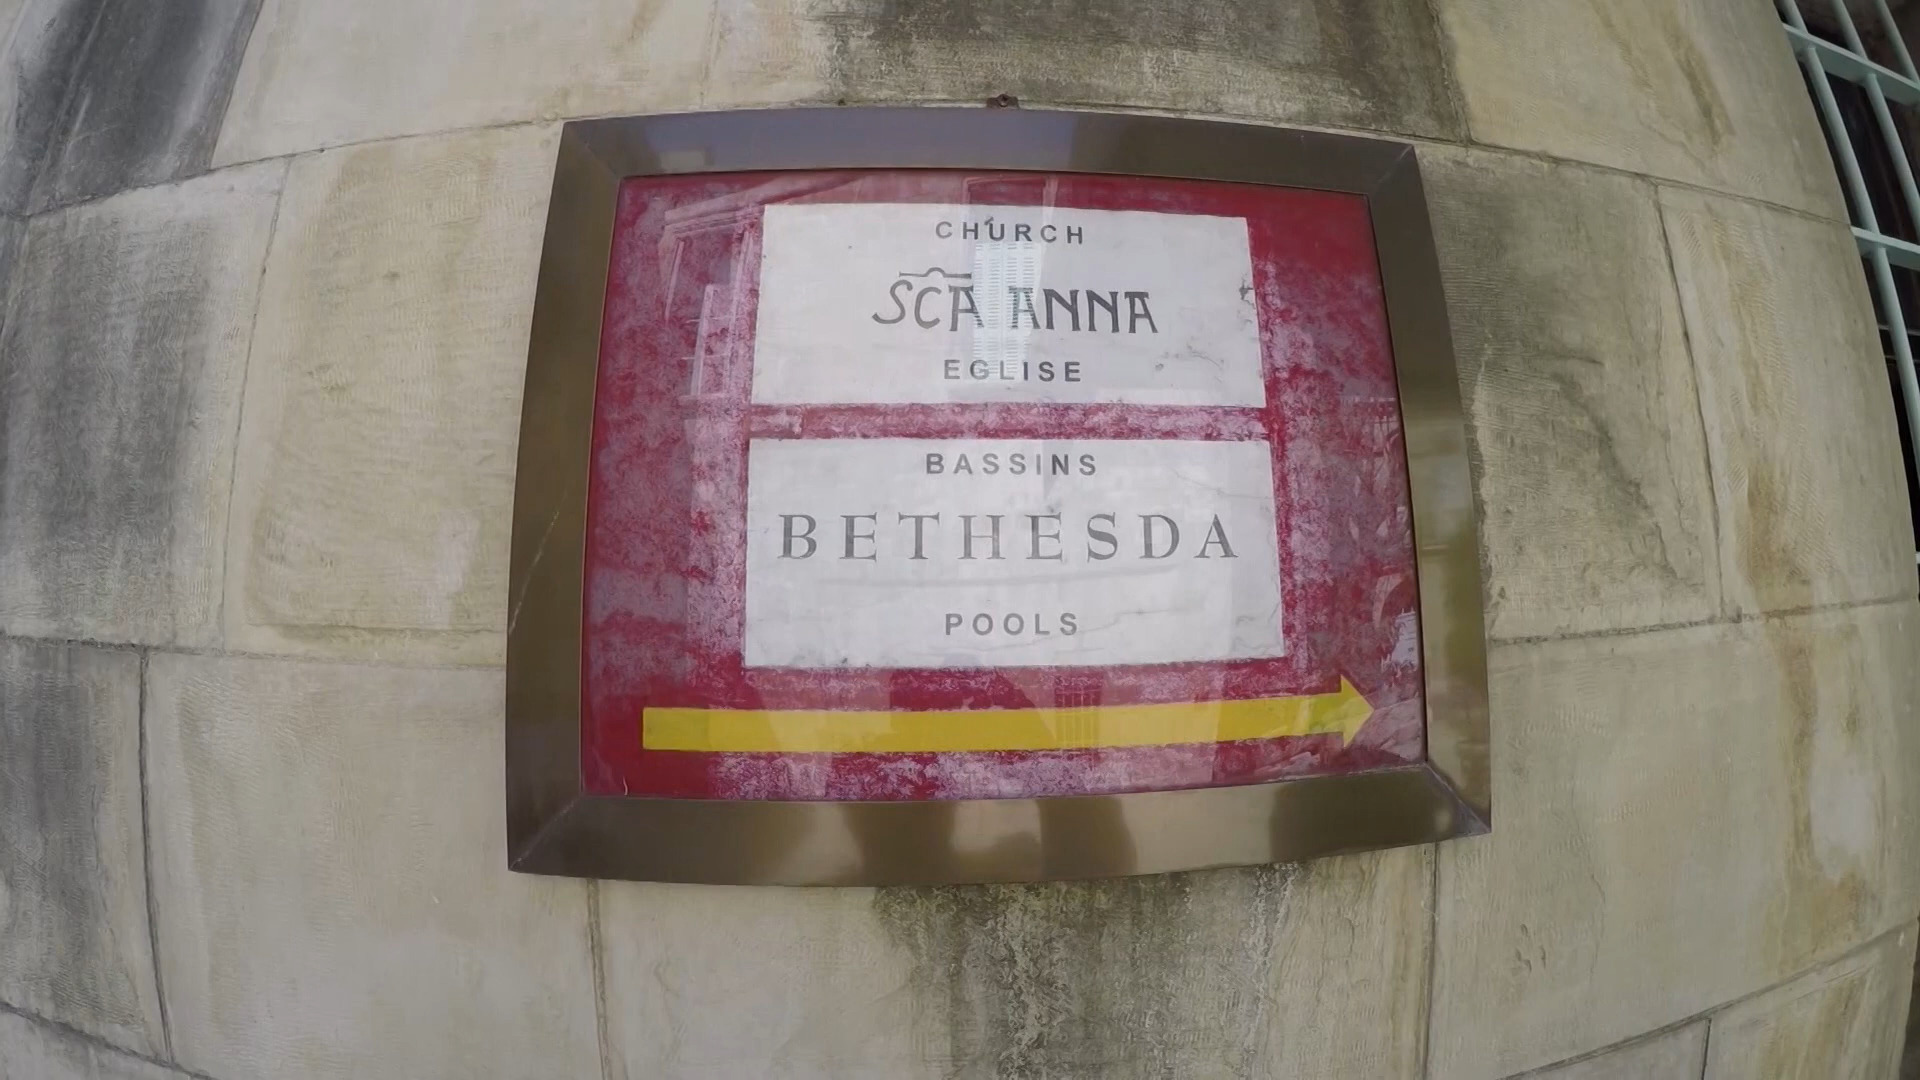 CHURCH
SCA ANNA
EGLISE
BASSINS
BETHESDA
POOLS